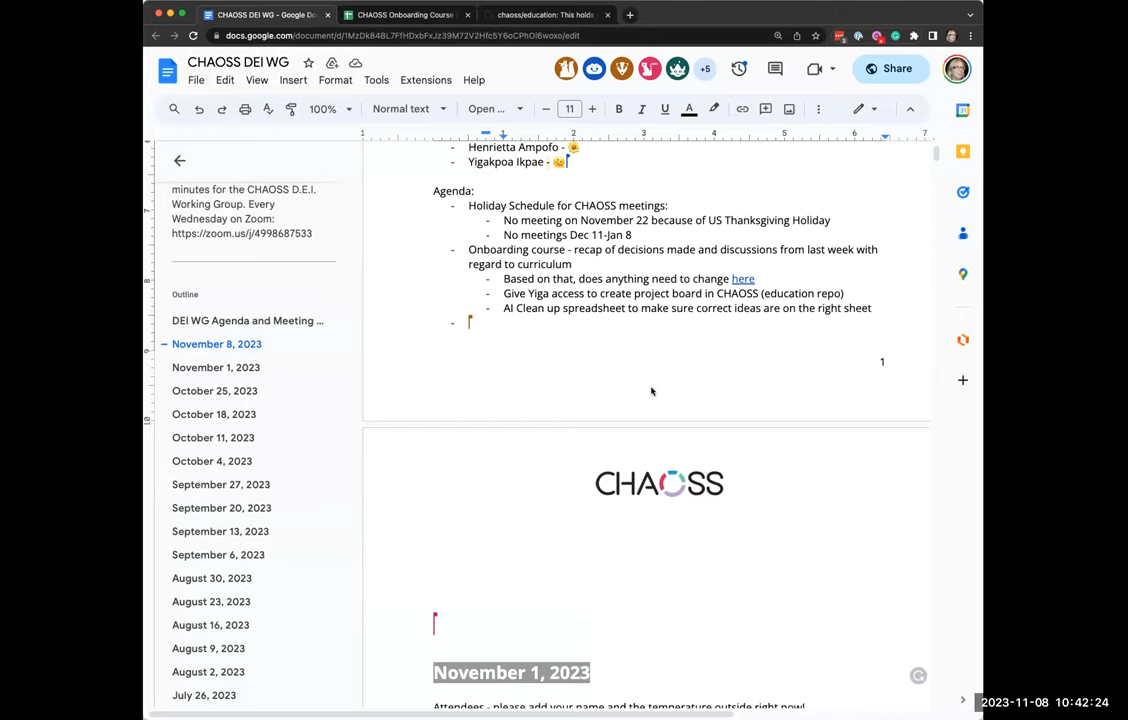 CHAOSS DEI WG - Google Do
CHAOSS Onboarding Course
chaoss/education: This holds
docs.google.com/document/d/1MzDk84BL7FfHDxbFxJz39M72V2Hfc5Y6oCPhOl6woxo/edit
CHAOSS DEI WG
File Edit View Insert Format Tools Extensions Help
+5
Share
100% Normal text Open ... 11
1 1 2 3 4 5 6 7
- Henrietta Ampofo -
- Yigakpoa Ikpae -
minutes for the CHAOSS D.E.I.
Working Group. Every
Wednesday on Zoom:
https://zoom.us/j/4998687533
Outline
DEI WG Agenda and Meeting ...
November 8, 2023
November 1, 2023
October 25, 2023
October 18, 2023
October 11, 2023
October 4, 2023
September 27, 2023
September 20, 2023
September 13, 2023
September 6, 2023
August 30, 2023
August 23, 2023
August 16, 2023
August 9, 2023
August 2, 2023
July 26, 2023
Agenda:
- Holiday Schedule for CHAOSS meetings:
- No meeting on November 22 because of US Thanksgiving Holiday
- No meetings Dec 11-Jan 8
- Onboarding course - recap of decisions made and discussions from last week with
regard to curriculum
- Based on that, does anything need to change here
- Give Yiga access to create project board in CHAOSS (education repo)
- AI Clean up spreadsheet to make sure correct ideas are on the right sheet
-
1
CHAOSS
November 1, 2023
Attendees - please add your name and the temperature outside right now!
2023-11-08 10:42:24